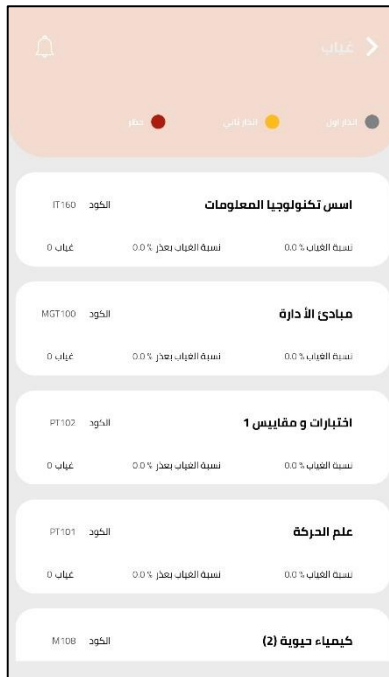 غياب
انذار اول انذار ثاني حظر
اسس تكنولوجيا المعلومات الكود IT160
نسبة الغياب % 0.0 نسبة الغياب بعذر % 0.0 غياب 0
مبادئ الأ دارة الكود MGT100
نسبة الغياب % 0.0 نسبة الغياب بعذر % 0.0 غياب 0
اختبارات و مقاييس 1 الكود PT102
نسبة الغياب % 0.0 نسبة الغياب بعذر % 0.0 غياب 0
علم الحركة الكود PT101
نسبة الغياب % 0.0 نسبة الغياب بعذر % 0.0 غياب 0
كيمياء حيوية (2) الكود M108